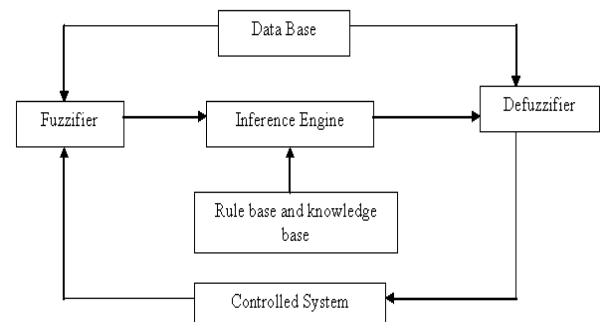 Data Base
Fuzzifier
Inference Engine
Defuzzifier
Rule base and knowledge
base
Controlled System